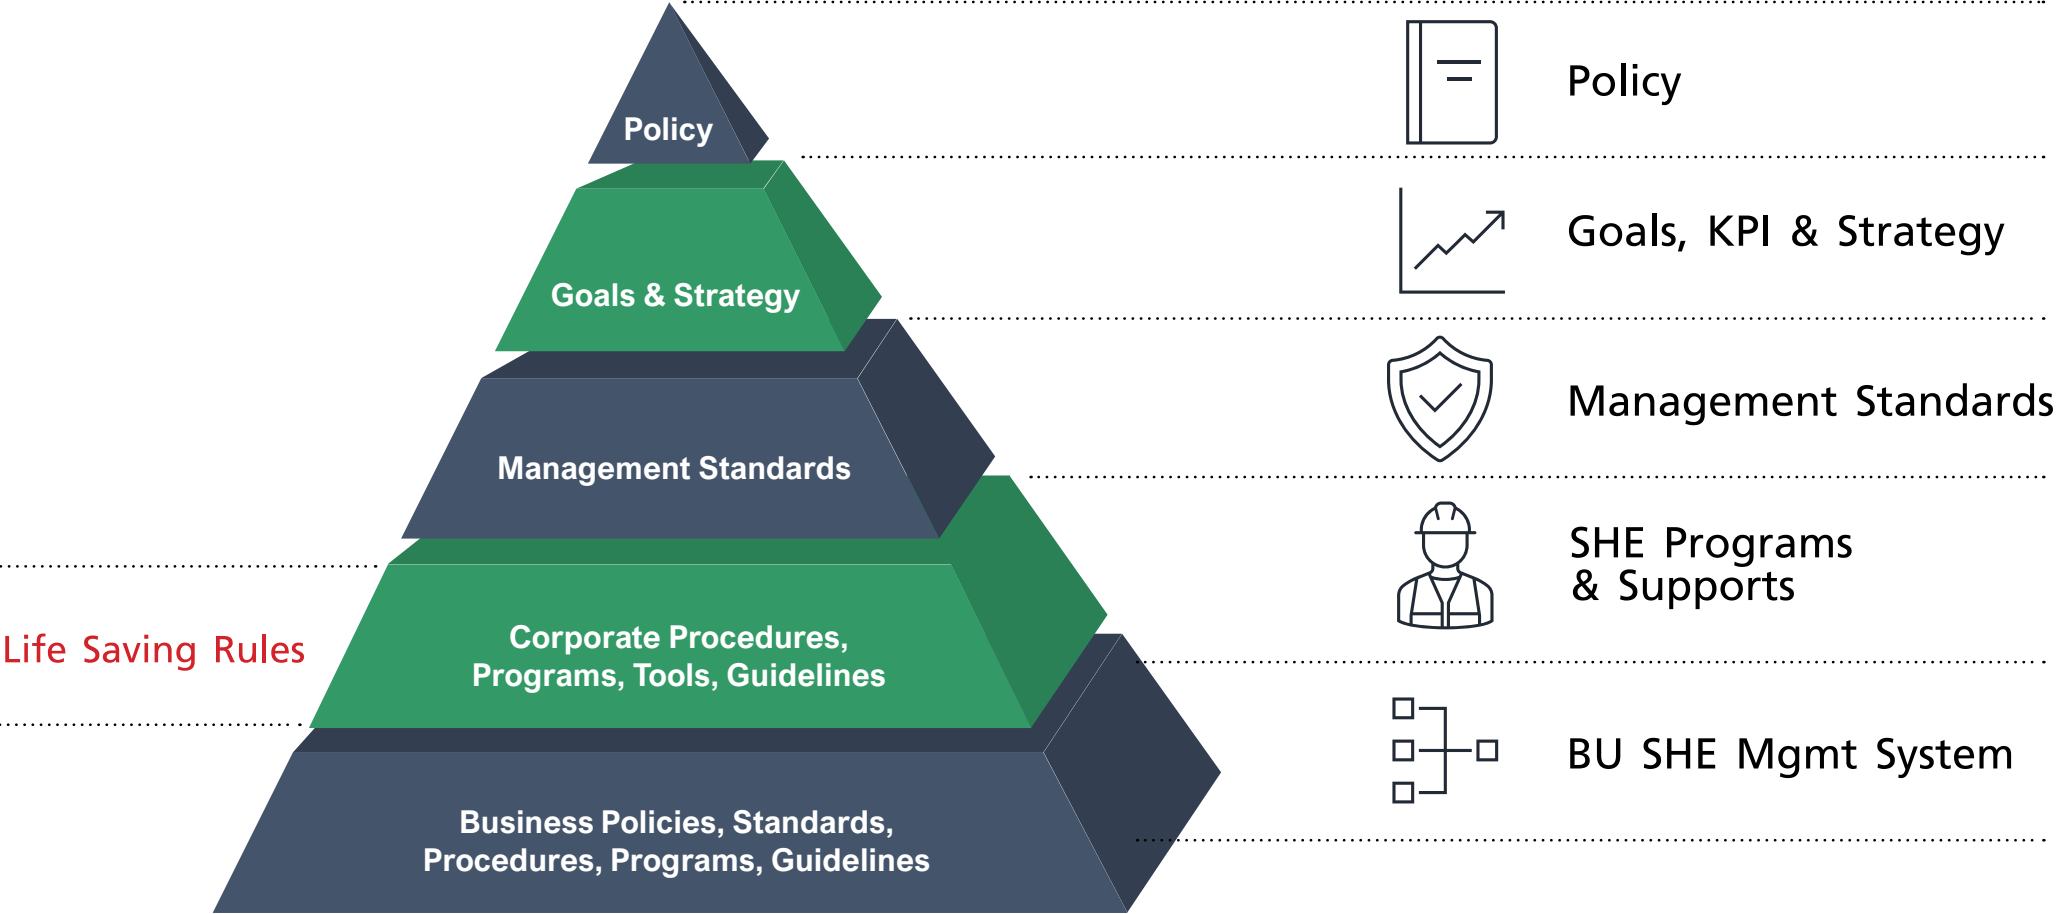 Policy
Policy
Goals & Strategy
Goals, KPI & Strategy
Management Standards
Management Standards
Life Saving Rules
Corporate Procedures,
Programs, Tools, Guidelines
SHE Programs
& Supports
Business Policies, Standards,
Procedures, Programs, Guidelines
BU SHE Mgmt System